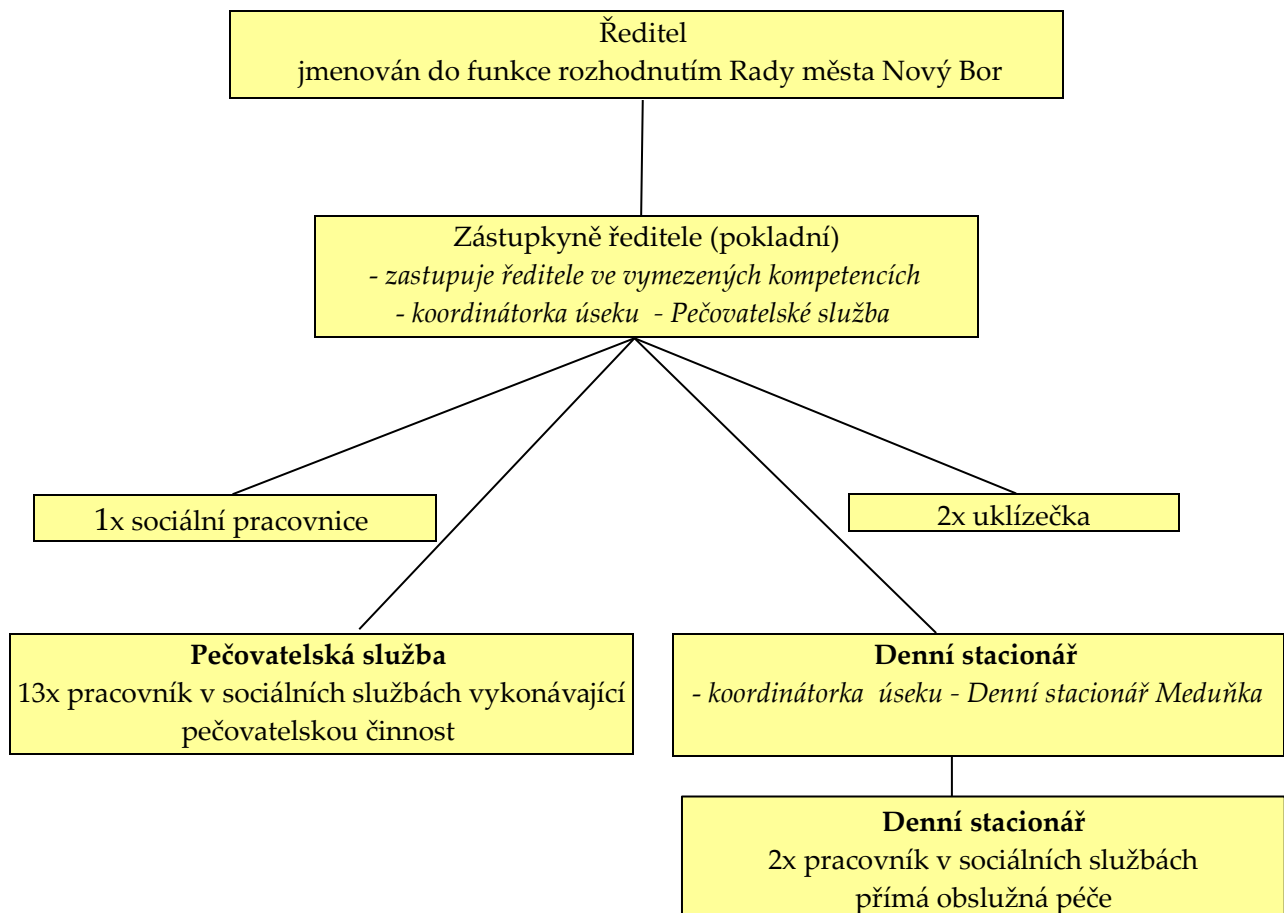 Ředitel
jmenován do funkce rozhodnutím Rady města Nový Bor
Zástupkyně ředitele (pokladní)
- zastupuje ředitele ve vymezených kompetencích
- koordinátorka úseku - Pečovatelské služba
1x sociální pracovnice
2x uklízečka
Pečovatelská služba
13x pracovník v sociálních službách vykonávající
pečovatelskou činnost
Denní stacionář
- koordinátorka úseku - Denní stacionář Meduňka
Denní stacionář
2x pracovník v sociálních službách
přímá obslužná péče